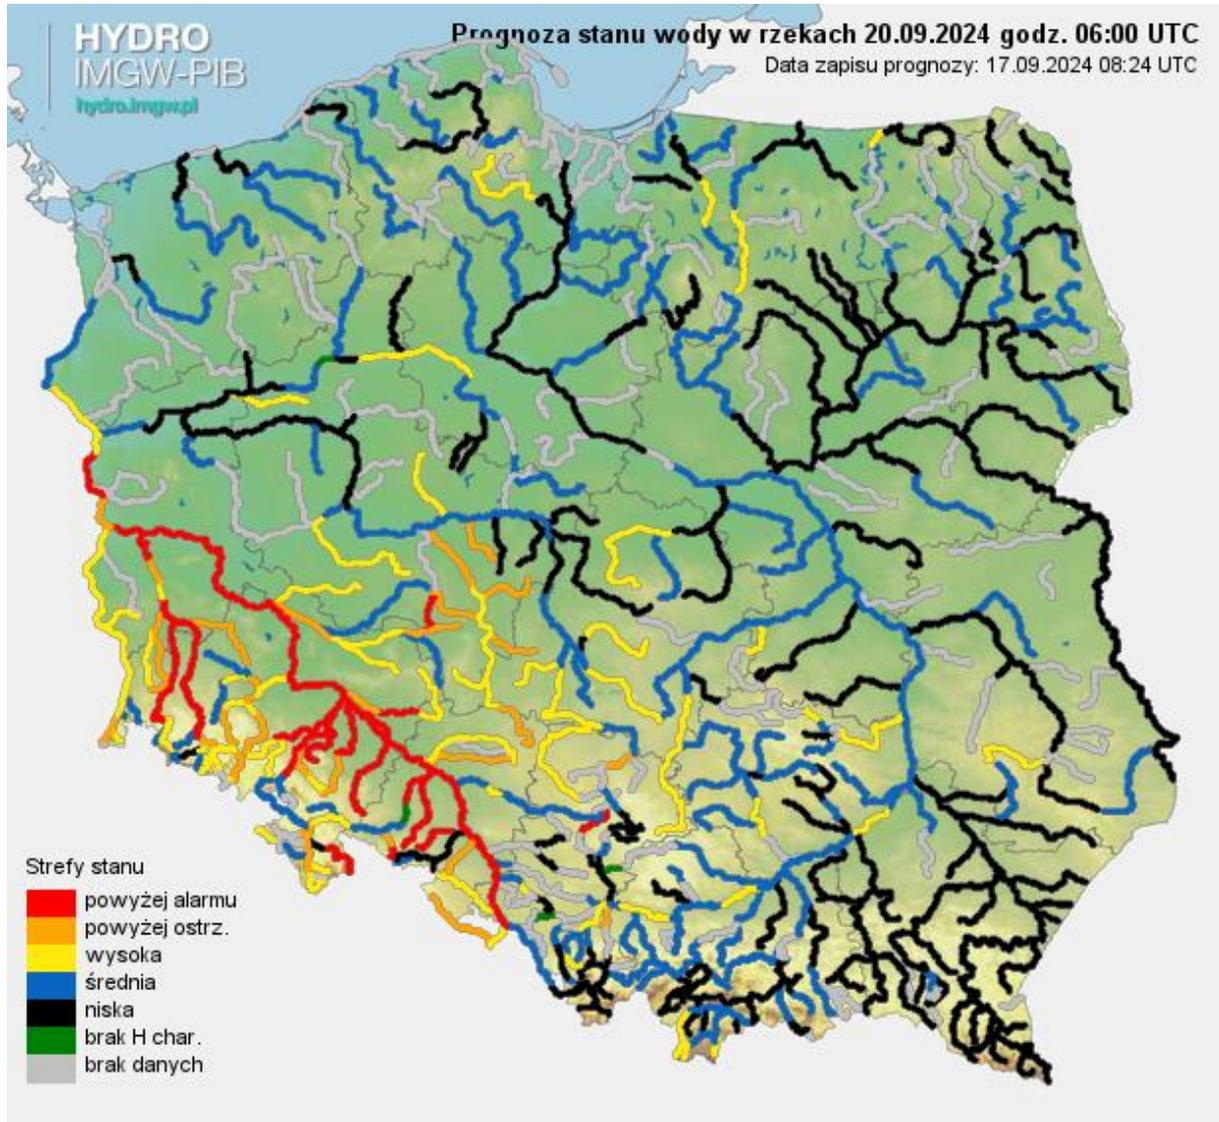 HYDRO
IMGW-PIB
hydro.imgw.pl
Prognoza stanu wody w rzekach 20.09.2024 godz. 06:00 UTC
Data zapisu prognozy: 17.09.2024 08:24 UTC
Strefy stanu
powyżej alarmu
powyżej ostrz.
wysoka
średnia
niska
brak H char.
brak danych